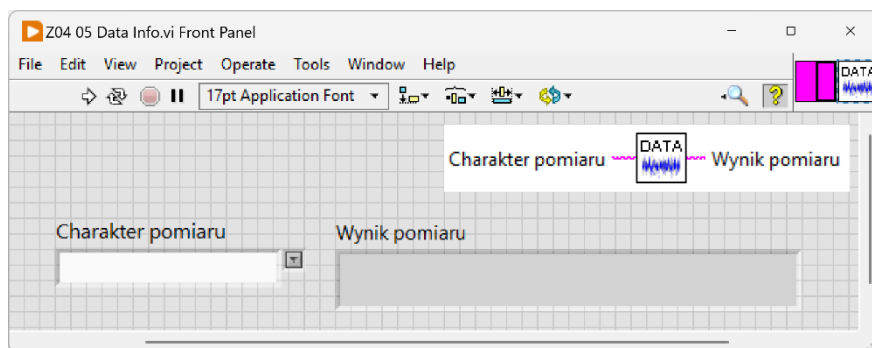 Z04 05 Data Info.vi Front Panel
File Edit View Project Operate Tools Window Help
17pt Application Font
DATA
Charakter pomiaru DATA Wynik pomiaru
Charakter pomiaru Wynik pomiaru